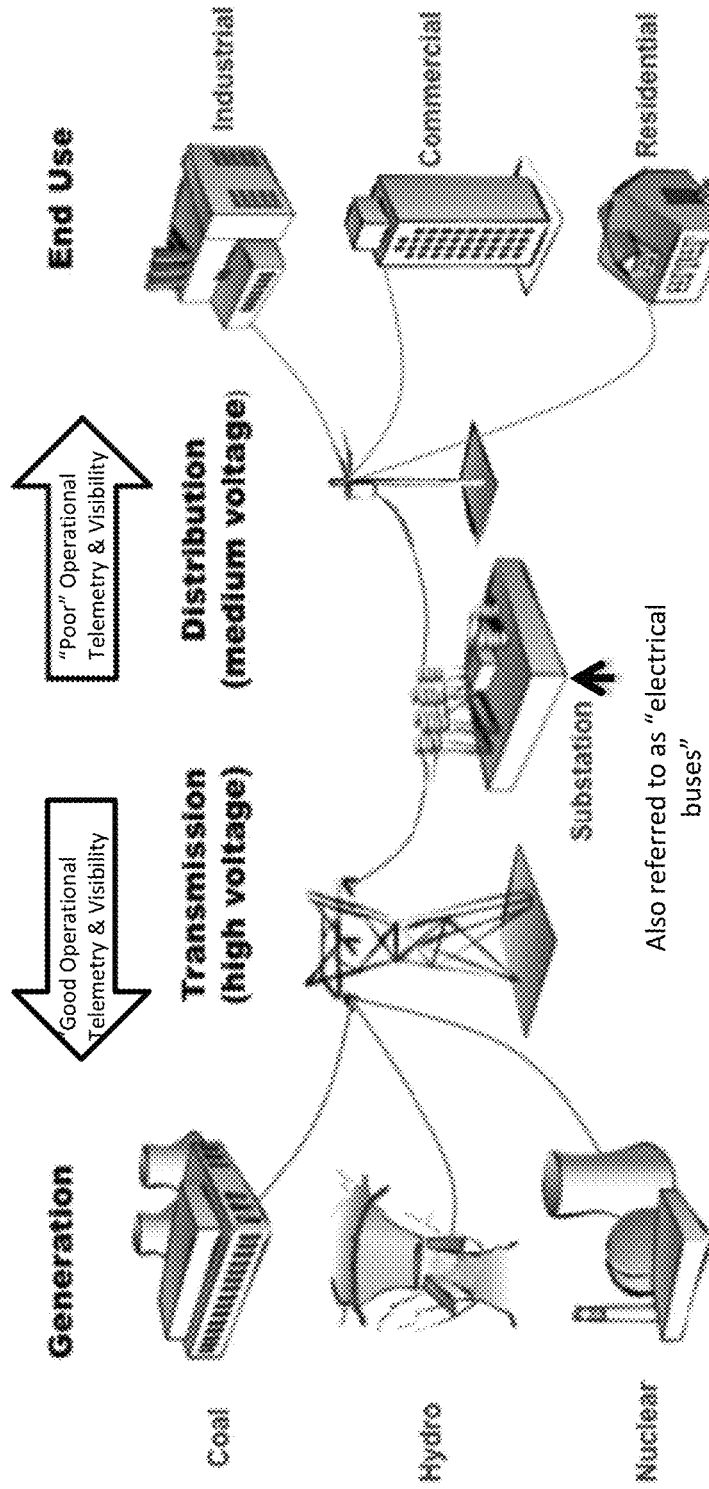 "Good Operational
Telemetry & Visibility
"Poor" Operational
Telemetry & Visibility
Generation
Transmission
(high voltage)
Distribution
(medium voltage)
End Use
Coal
Hydro
Nuclear
Substation
Also referred to as "electrical
buses"
Industrial
Commercial
Residential